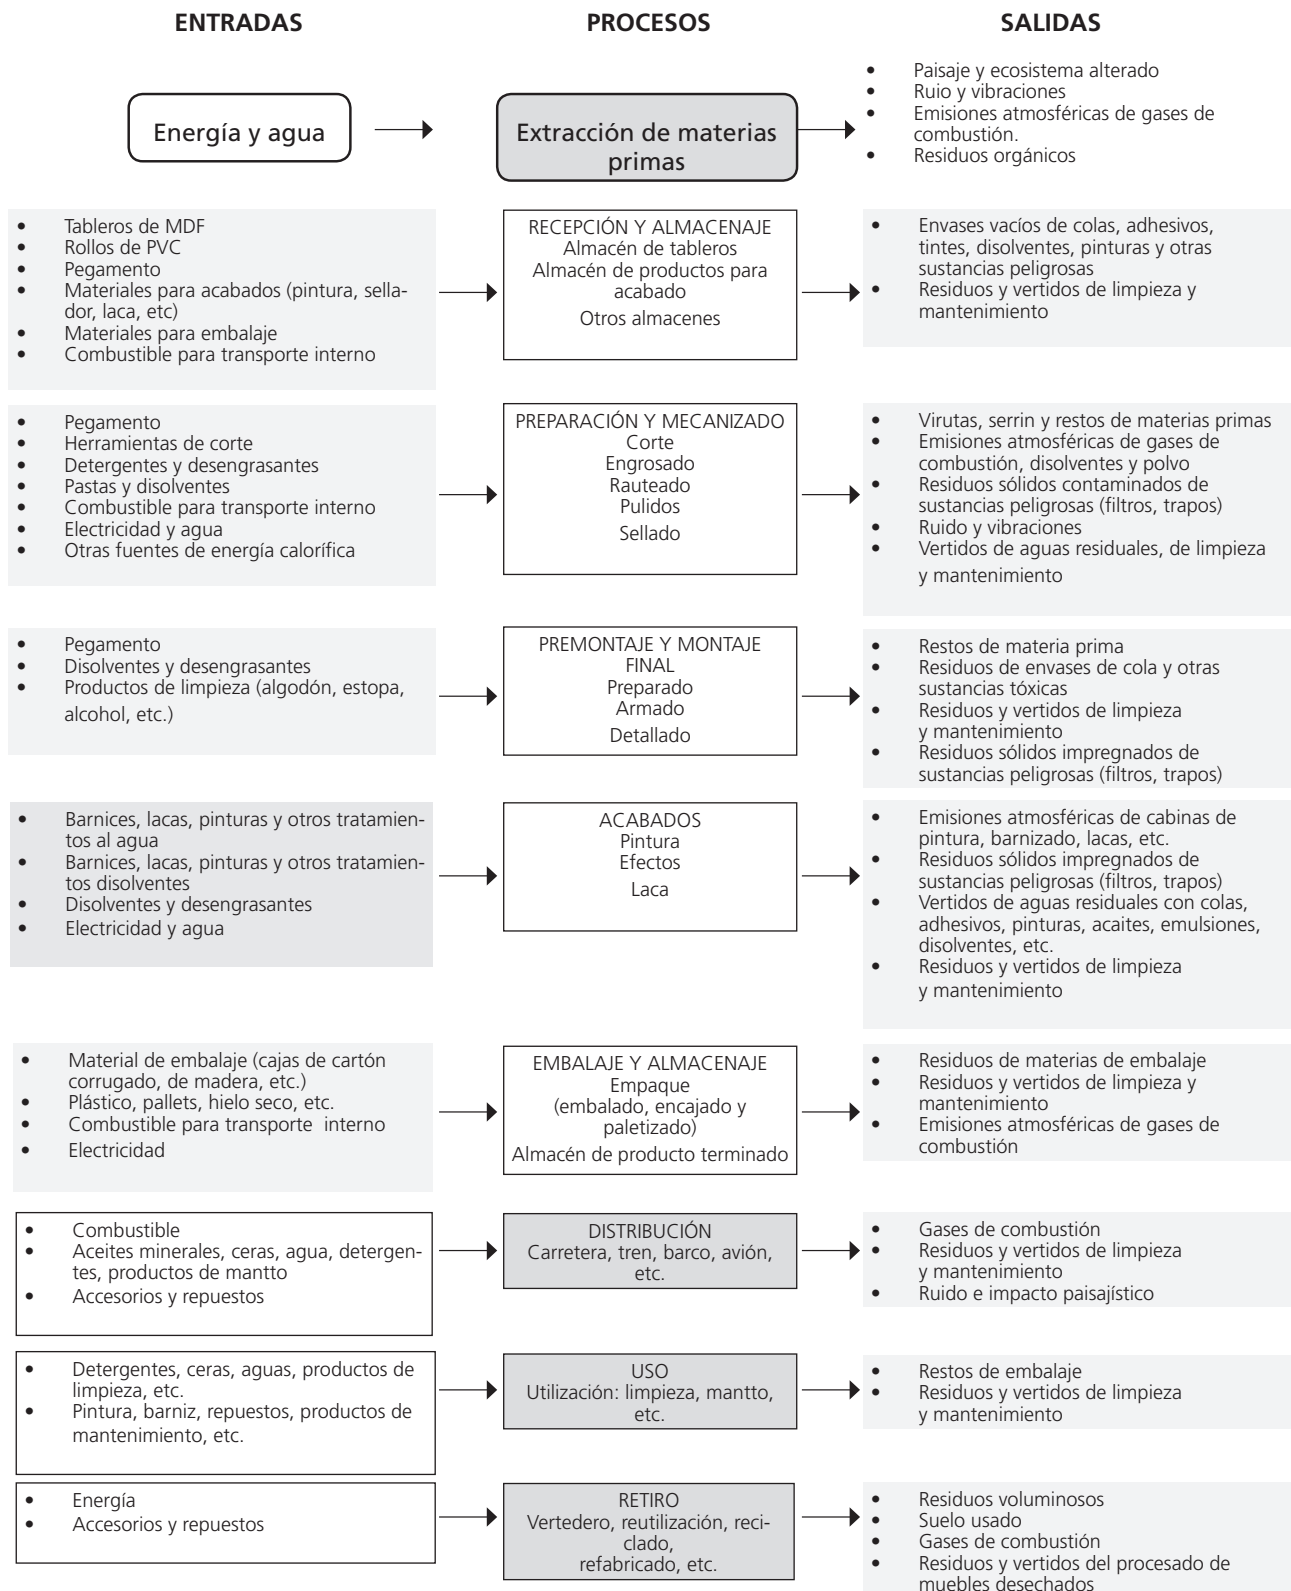 ENTRADAS
PROCESOS
SALIDAS
Energía y agua
Extracción de materias
primas
• Paisaje y ecosistema alterado
• Ruio y vibraciones
• Emisiones atmosféricas de gases de
combustión.
• Residuos orgánicos
• Tableros de MDF
• Rollos de PVC
• Pegamento
• Materiales para acabados (pintura, sella-
dor, laca, etc)
• Materiales para embalaje
• Combustible para transporte interno
RECEPCIÓN Y ALMACENAJE
Almacén de tableros
Almacén de productos para
acabado
Otros almacenes
• Envases vacíos de colas, adhesivos,
tintes, disolventes, pinturas y otras
sustancias peligrosas
• Residuos y vertidos de limpieza y
mantenimiento
• Pegamento
• Herramientas de corte
• Detergentes y desengrasantes
• Pastas y disolventes
• Combustible para transporte interno
• Electricidad y agua
• Otras fuentes de energía calorífica
PREPARACIÓN Y MECANIZADO
Corte
Engrosado
Rauteado
Pulidos
Sellado
• Virutas, serrin y restos de materias primas
• Emisiones atmosféricas de gases de
combustión, disolventes y polvo
• Residuos sólidos contaminados de
sustancias peligrosas (filtros, trapos)
• Ruido y vibraciones
• Vertidos de aguas residuales, de limpieza
y mantenimiento
• Pegamento
• Disolventes y desengrasantes
• Productos de limpieza (algodón, estopa,
alcohol, etc.)
PREMONTAJE Y MONTAJE
FINAL
Preparado
Armado
Detallado
• Restos de materia prima
• Residuos de envases de cola y otras
sustancias tóxicas
• Residuos y vertidos de limpieza
y mantenimiento
• Residuos sólidos impregnados de
sustancias peligrosas (filtros, trapos)
• Barnices, lacas, pinturas y otros tratamien-
tos al agua
• Barnices, lacas, pinturas y otros tratamien-
tos disolventes
• Disolventes y desengrasantes
• Electricidad y agua
ACABADOS
Pintura
Efectos
Laca
• Emisiones atmosféricas de cabinas de
pintura, barnizado, lacas, etc.
• Residuos sólidos impregnados de
sustancias peligrosas (filtros, trapos)
• Vertidos de aguas residuales con colas,
adhesivos, pinturas, acaites, emulsiones,
disolventes, etc.
• Residuos y vertidos de limpieza
y mantenimiento
• Material de embalaje (cajas de cartón
corrugado, de madera, etc.)
• Plástico, pallets, hielo seco, etc.
• Combustible para transporte interno
• Electricidad
EMBALAJE Y ALMACENAJE
Empaque
(embalado, encajado y
paletizado)
Almacén de producto terminado
• Residuos de materias de embalaje
• Residuos y vertidos de limpieza y
mantenimiento
• Emisiones atmosféricas de gases de
combustión
• Combustible
• Aceites minerales, ceras, agua, detergen-
tes, productos de mantto
• Accesorios y repuestos
DISTRIBUCIÓN
Carretera, tren, barco, avión,
etc.
• Gases de combustión
• Residuos y vertidos de limpieza
y mantenimiento
• Ruido e impacto paisajístico
• Detergentes, ceras, aguas, productos de
limpieza, etc.
• Pintura, barniz, repuestos, productos de
mantenimiento, etc.
USO
Utilización: limpieza, mantto,
etc.
• Restos de embalaje
• Residuos y vertidos de limpieza
y mantenimiento
• Energía
• Accesorios y repuestos
RETIRO
Vertedero, reutilización, reci-
clado,
refabricado, etc.
• Residuos voluminosos
• Suelo usado
• Gases de combustión
• Residuos y vertidos del procesado de
muebles desechados